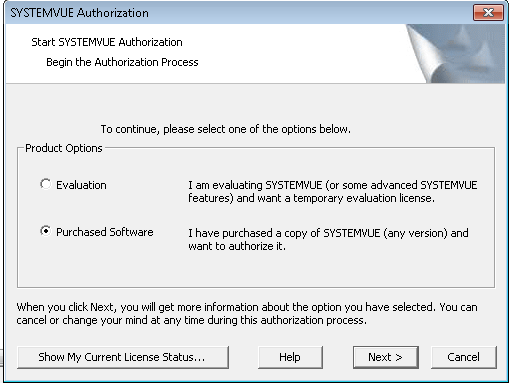 SYSTEMVUE Authorization
Start SYSTEMVUE Authorization
Begin the Authorization Process
To continue, please select one of the options below.
Product Options
Evaluation
I am evaluating SYSTEMVUE (or some advanced SYSTEMVUE
features) and want a temporary evaluation license.
Purchased Software
I have purchased a copy of SYSTEMVUE (any version) and
want to authorize it.
When you click Next, you will get more information about the option you have selected. You can
cancel or change your mind at any time during this authorization process.
Show My Current License Status...
Help
Next >
Cancel